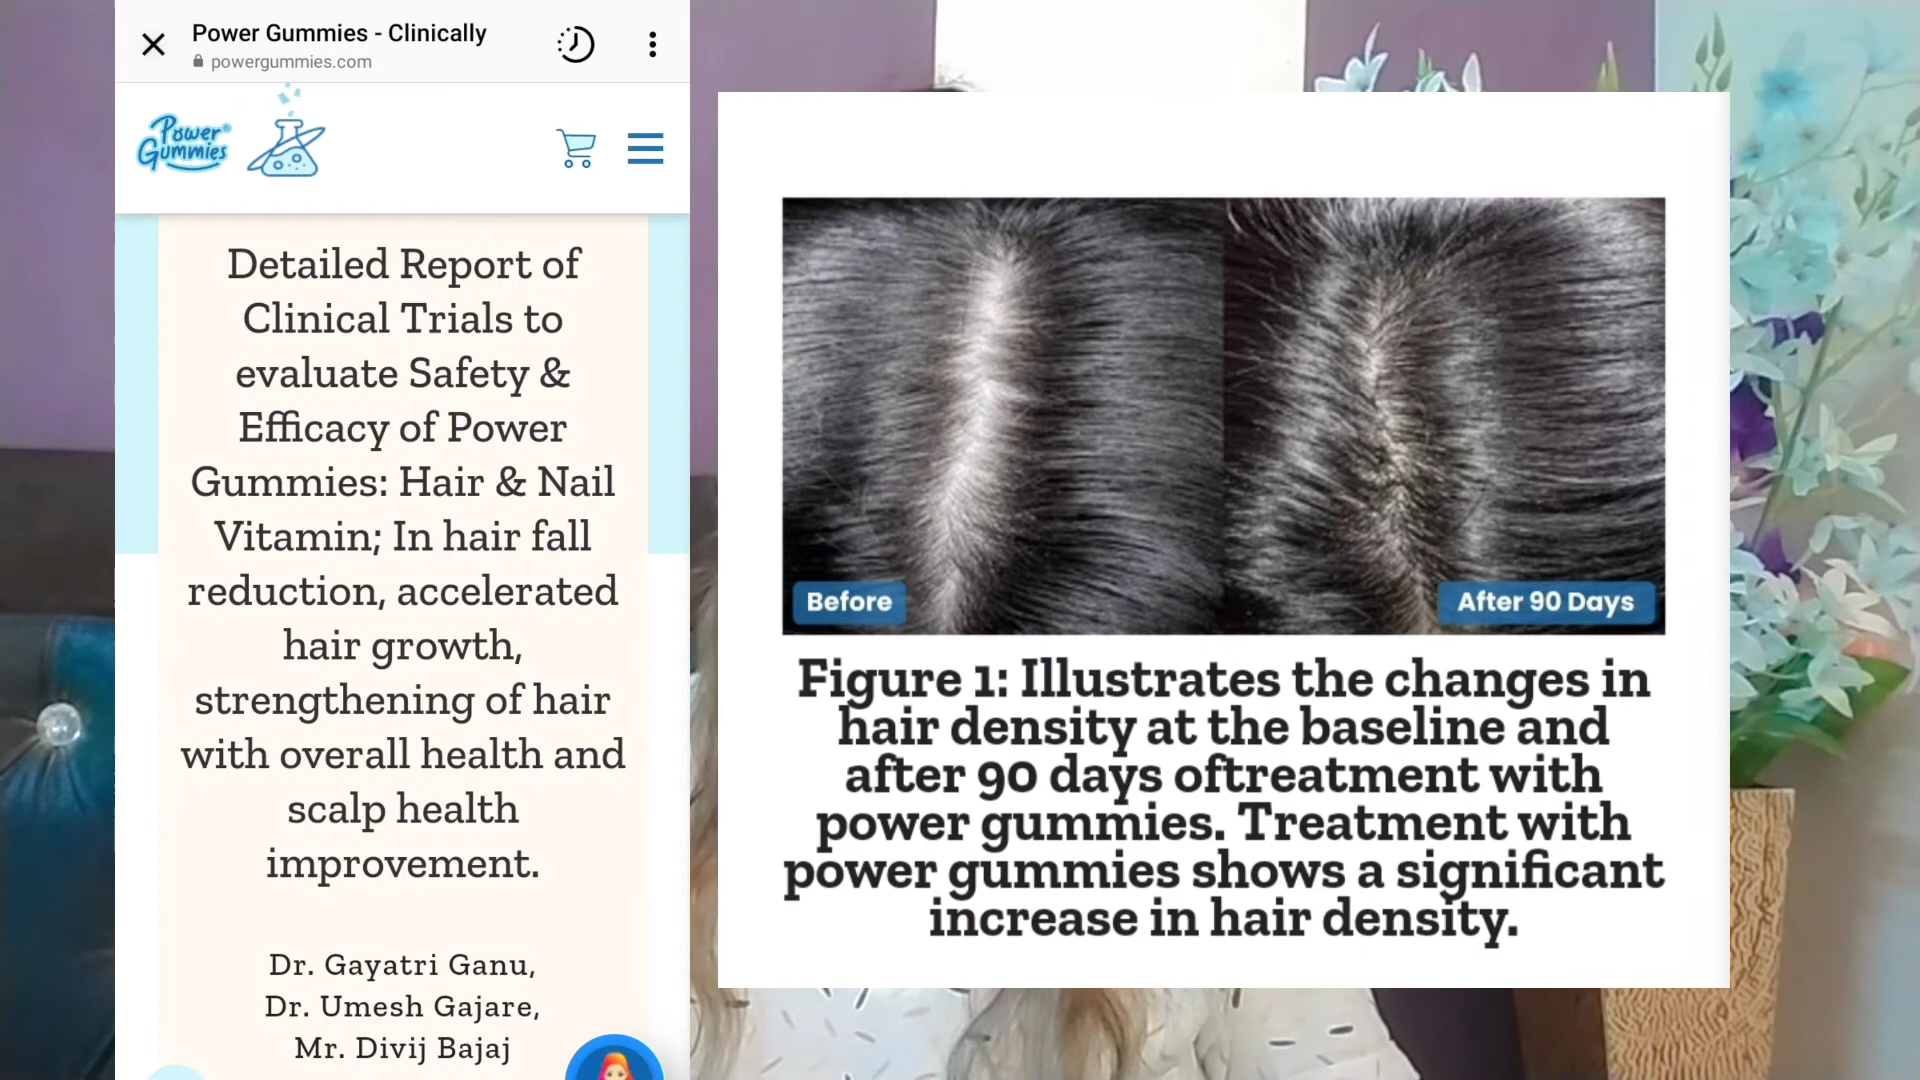 Power Gummies - Clinically
powergummies.com
Power®
Gummies
Detailed Report of
Clinical Trials to
evaluate Safety &
Efficacy of Power
Gummies: Hair & Nail
Vitamin; In hair fall
reduction, accelerated
hair growth,
strengthening of hair
with overall health and
scalp health
improvement.
Dr. Gayatri Ganu,
Dr. Umesh Gajare,
Mr. Divij Bajaj
Before
After 90 Days
Figure 1: Illustrates the changes in
hair density at the baseline and
after 90 days oftreatment with
power gummies. Treatment with
power gummies shows a significant
increase in hair density.